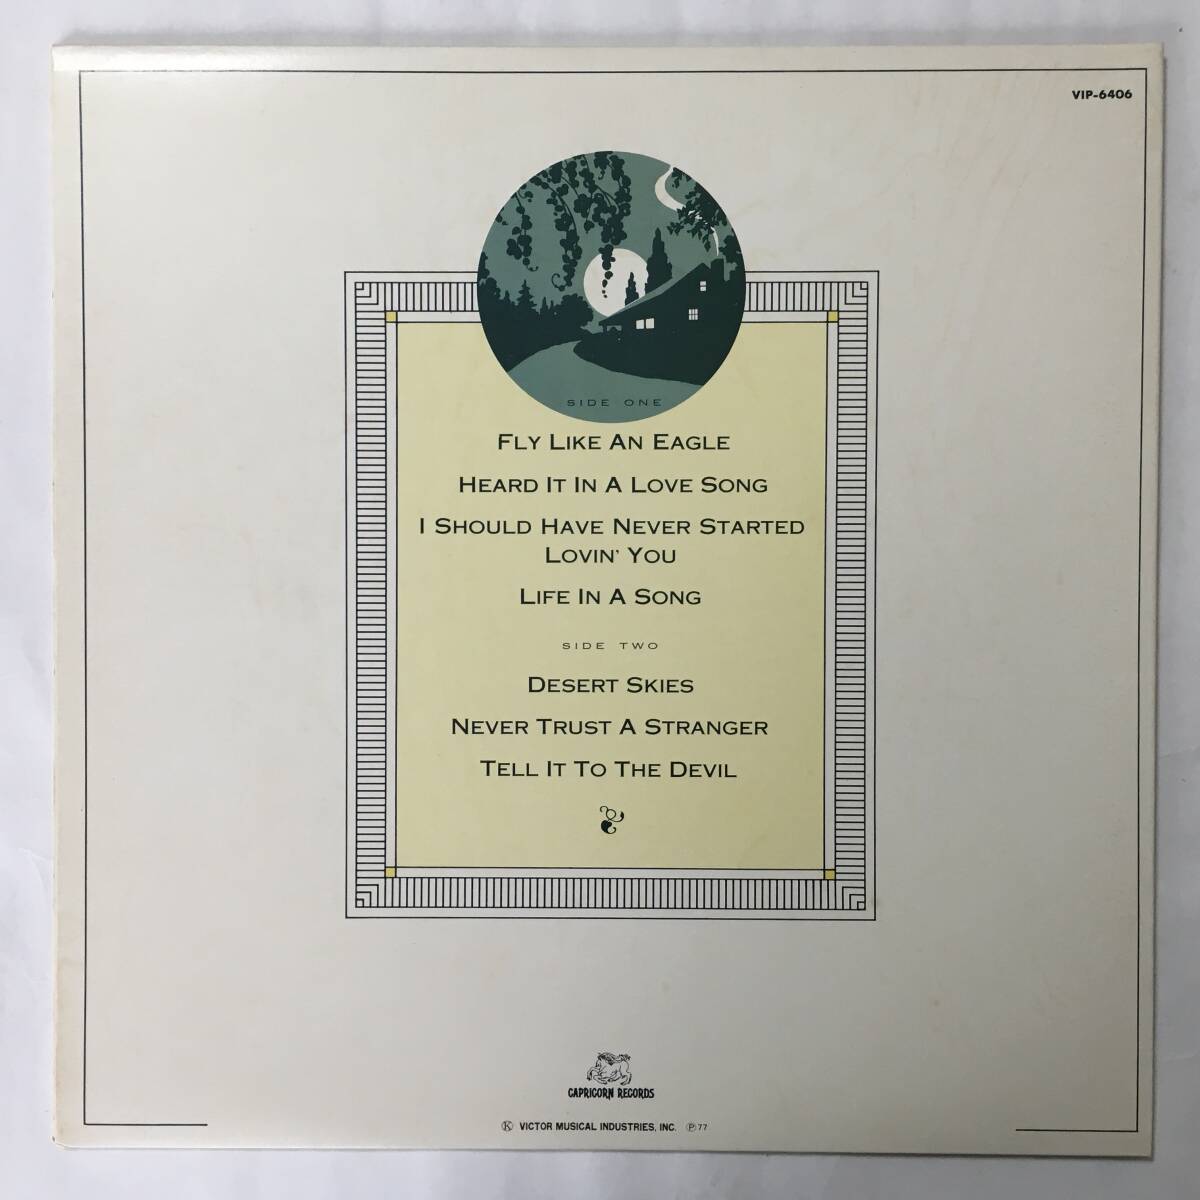 VIP-6406
SIDE ONE
FLY LIKE AN EAGLE
HEARD IT IN A LOVE SONG
I SHOULD HAVE NEVER STARTED
LOVIN' YOU
LIFE IN A SONG
SIDE TWO
DESERT SKIES
NEVER TRUST A STRANGER
TELL IT TO THE DEVIL
CAPRICORN RECORDS
Ⓚ VICTOR MUSICAL INDUSTRIES, INC. Ⓟ77